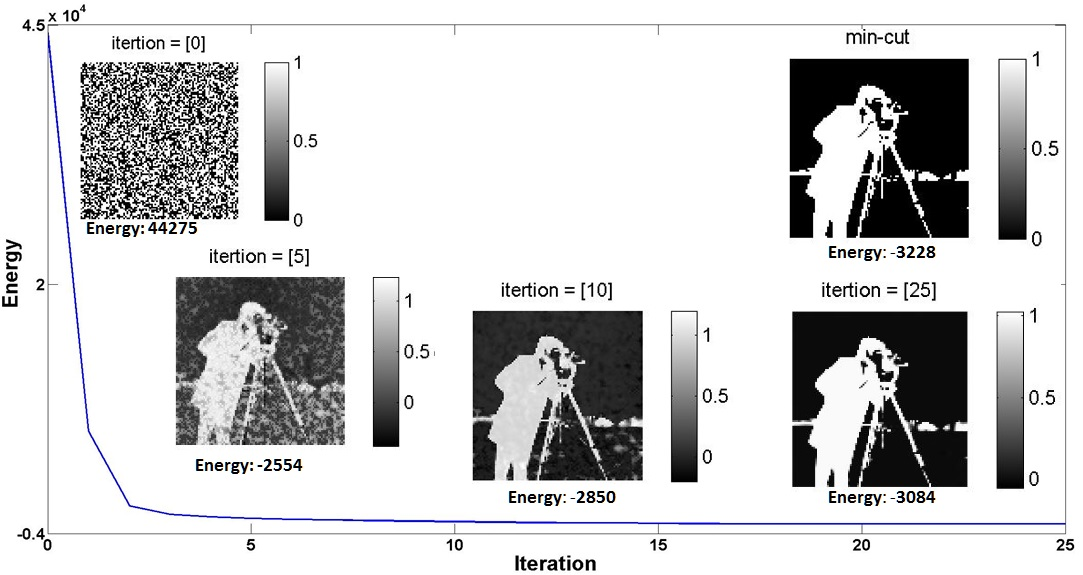 4.5 x 10⁴
itertion = [0]
1
0.5
0
Energy: 44275
min-cut
1
0.5
0
Energy: -3228
itertion = [5]
1
0.5
0
Energy: -2554
itertion = [10]
1
0.5
0
Energy: -2850
itertion = [25]
1
0.5
0
Energy: -3084
Energy
2
-0.4
0 5 10 15 20 25
Iteration